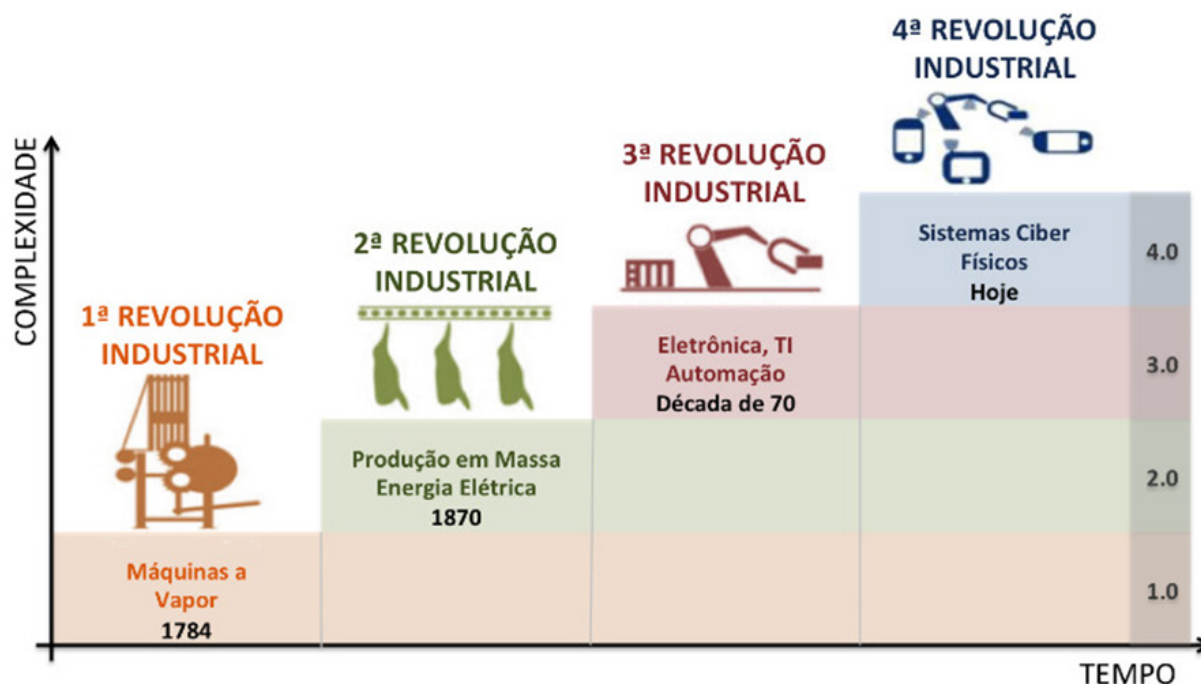 COMPLEXIDADE
1ª REVOLUÇÃO
INDUSTRIAL
Máquinas a
Vapor
1784
2ª REVOLUÇÃO
INDUSTRIAL
Produção em Massa
Energia Elétrica
1870
3ª REVOLUÇÃO
INDUSTRIAL
Eletrônica, TI
Automação
Década de 70
4ª REVOLUÇÃO
INDUSTRIAL
Sistemas Ciber
Físicos
Hoje
4.0
3.0
2.0
1.0
TEMPO